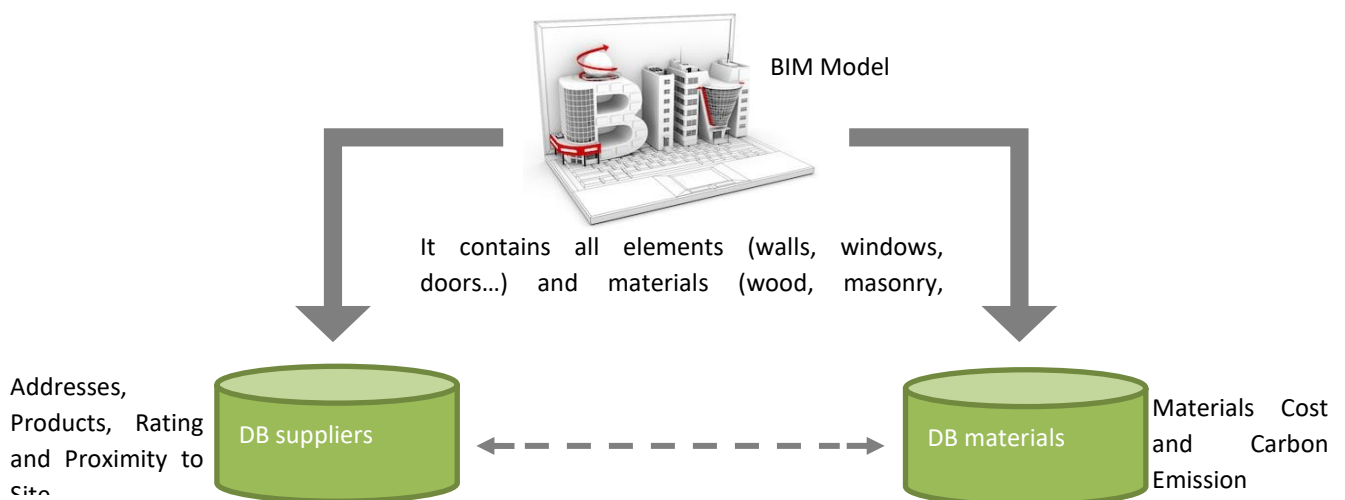 BIM Model
It contains all elements (walls, windows,
doors…) and materials (wood, masonry,
Addresses,
Products, Rating
and Proximity to
Site
DB suppliers
DB materials
Materials Cost
and Carbon
Emission